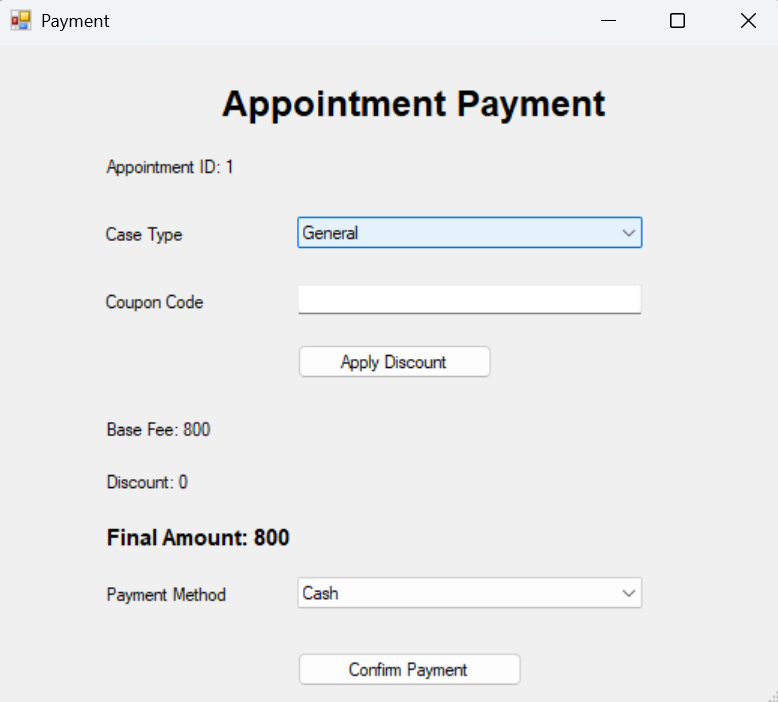 Payment
Appointment Payment
Appointment ID: 1
Case Type General
Coupon Code
Apply Discount
Base Fee: 800
Discount: 0
Final Amount: 800
Payment Method Cash
Confirm Payment